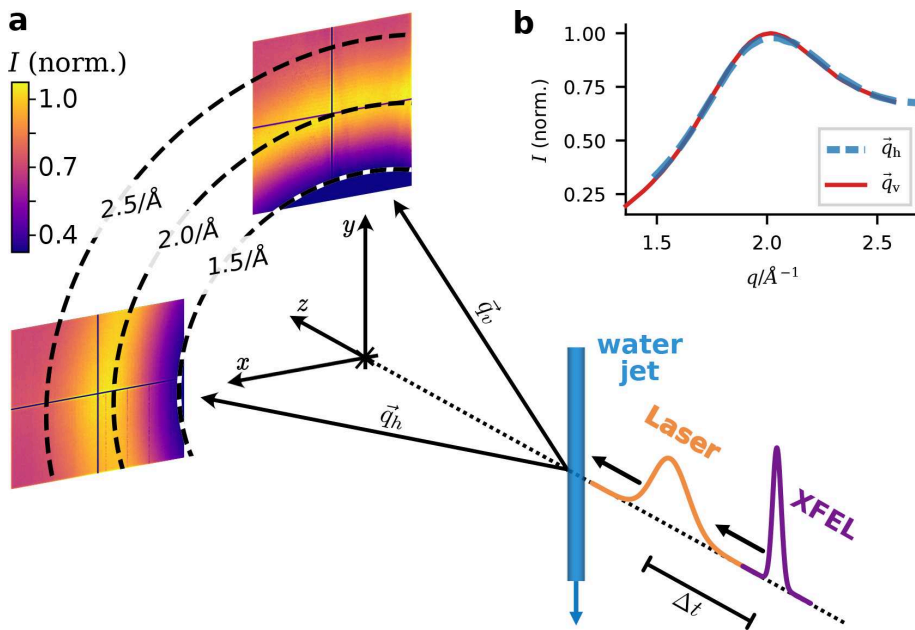 a
I (norm.)
1.0
0.7
0.4
2.5/Å
2.0/Å
1.5/Å
y
z
x
q⃗v
q⃗h
water
jet
Laser
XFEL
Δt
b
1.00
0.75
0.50
0.25
I (norm.)
q⃗h
q⃗v
1.5
2.0
2.5
q/Å⁻¹